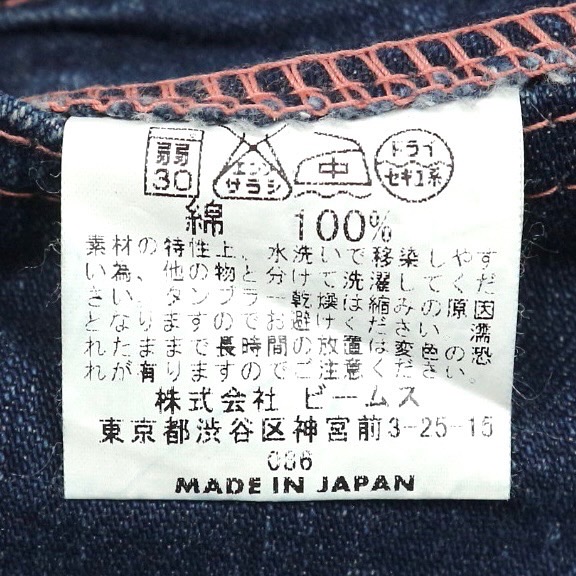 弱
30
エンソ
サラシ
中
ドライ
セキユ系
綿 100%
素材の特性上、水洗いで移染しやす
い為、他の物と分け洗濯してくだ
さい。タンブラー乾燥は縮みの原因
となりますのでお避けください。濡
れたままで長時間の放置は変色の恐
れが有りますのでご注意ください。
株式会社 ビームス
東京都渋谷区神宮前3-25-15
036
MADE IN JAPAN